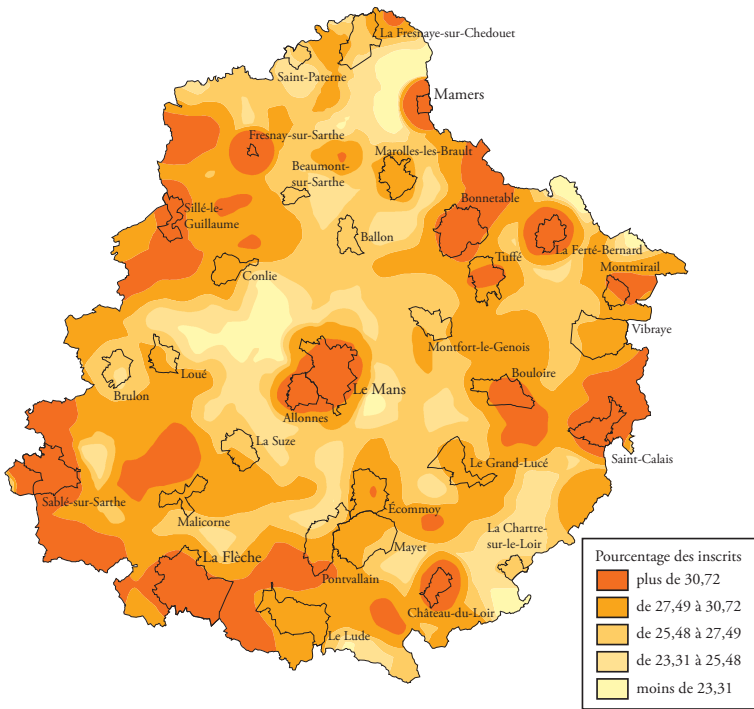 La Fresnaye-sur-Chedouet
Saint-Paterne
Mamers
Fresnay-sur-Sarthe
Marolles-les-Brault
Beaumont-
sur-Sarthe
Bonnetable
Sillé-le-
Guillaume
Ballon
La Ferté-Bernard
Tuffé
Conlie
Montmirail
Vibraye
Montfort-le-Genois
Loué
Bouloire
Brulon
Le Mans
Allonnes
La Suze
Saint-Calais
Le Grand-Lucé
Sablé-sur-Sarthe
Écommoy
Malicorne
La Chartre-
sur-le-Loir
Mayet
La Flèche
Pontvallain
Château-du-Loir
Le Lude
Pourcentage des inscrits
plus de 30,72
de 27,49 à 30,72
de 25,48 à 27,49
de 23,31 à 25,48
moins de 23,31